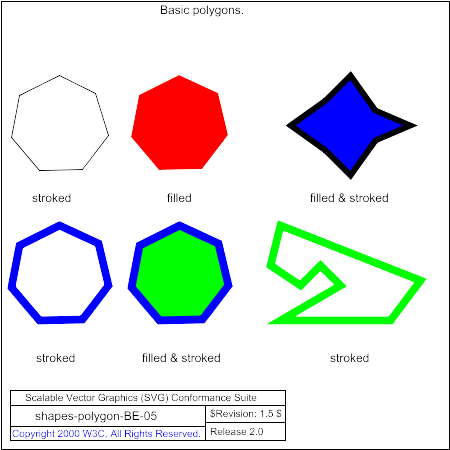 Basic polygons.
stroked
filled
filled & stroked
stroked
filled & stroked
stroked
Scalable Vector Graphics (SVG) Conformance Suite
shapes-polygon-BE-05
$Revision: 1.5 $
Copyright 2000 W3C. All Rights Reserved.
Release 2.0